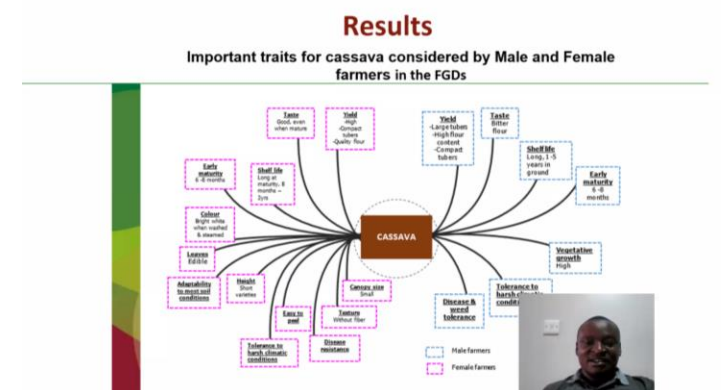 Results
Important traits for cassava considered by Male and Female
farmers in the FGDs
Taste
Good, even
when mature
Yield
-High
-Compact
tubers
-Quality flour
Early
maturity
6 -8 months
Shelf life
Long at
maturity, 8
months –
2yrs
Colour
Bright white
when washed
& steamed
Leaves
Edible
Adaptability
to most soil
conditions
Height
Short
varieties
Easy to
peel
Tolerance to
harsh climatic
conditions
Canopy size
Small
Texture
Without fiber
Disease
resistance
CASSAVA
Yield
-Large tubers
-High flour
content
-Compact
tubers
Taste
Bitter
flour
Shelf life
Long, 1 -5
years in
ground
Early
maturity
6 -8
months
Vegetative
growth
High
Tolerance to
harsh climatic
Disease &
weed
tolerance
Male farmers
Female farmers